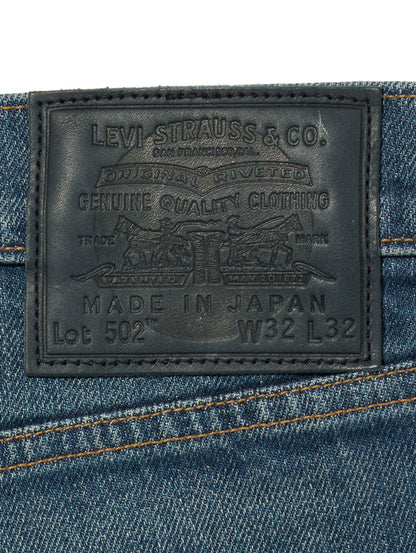 LEVI STRAUSS & CO.
SAN FRANCISCO, CAL.
ORIGINAL RIVETED
GENUINE QUALITY CLOTHING
TRADE MARK
MADE IN JAPAN
Lot 502™ W32 L32